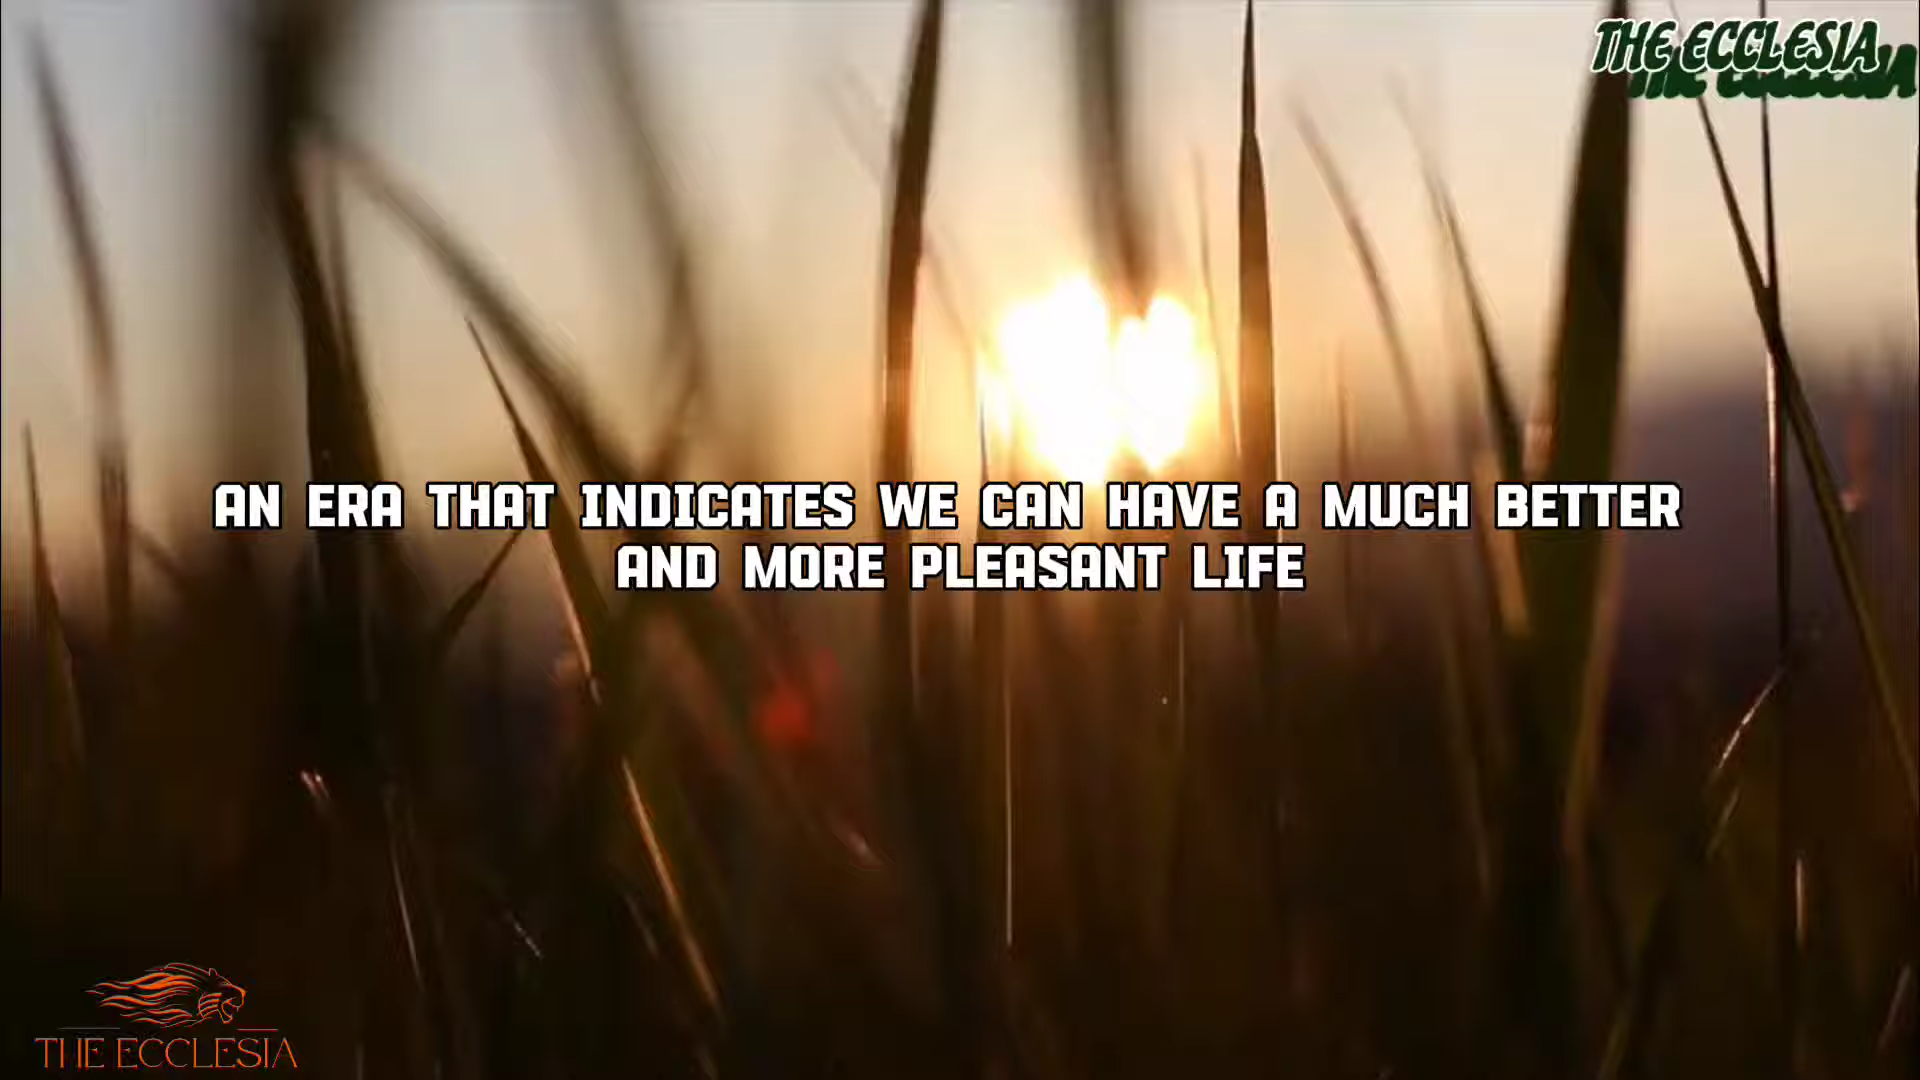 THE ECCLESIA
AN ERA THAT INDICATES WE CAN HAVE A MUCH BETTER
AND MORE PLEASANT LIFE
THE ECCLESIA